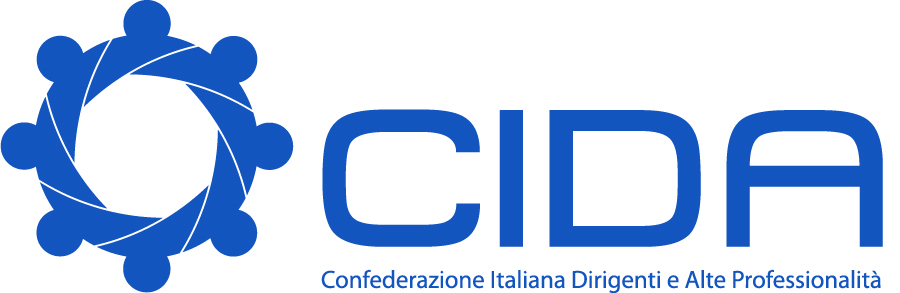 CIDA
Confederazione Italiana Dirigenti e Alte Professionalità